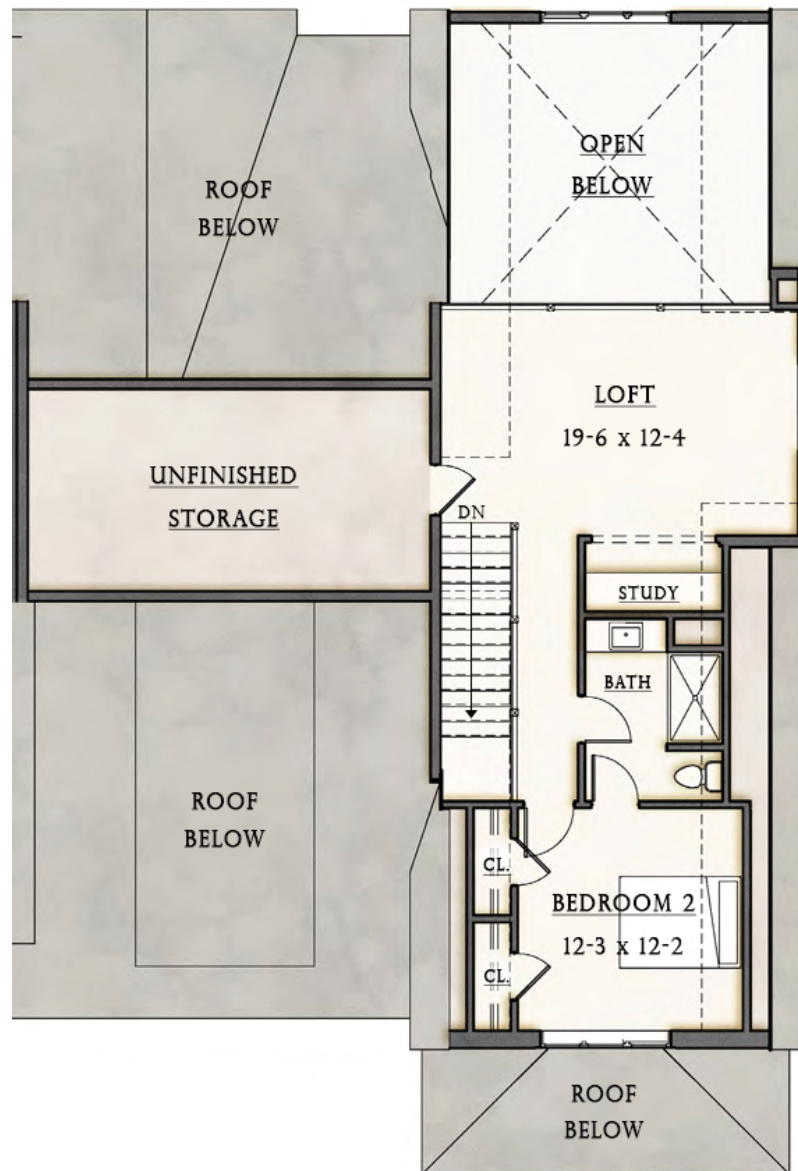 OPEN
BELOW
ROOF
BELOW
LOFT
19-6 x 12-4
UNFINISHED
STORAGE
DN
STUDY
BATH
ROOF
BELOW
CL.
BEDROOM 2
12-3 x 12-2
CL.
ROOF
BELOW